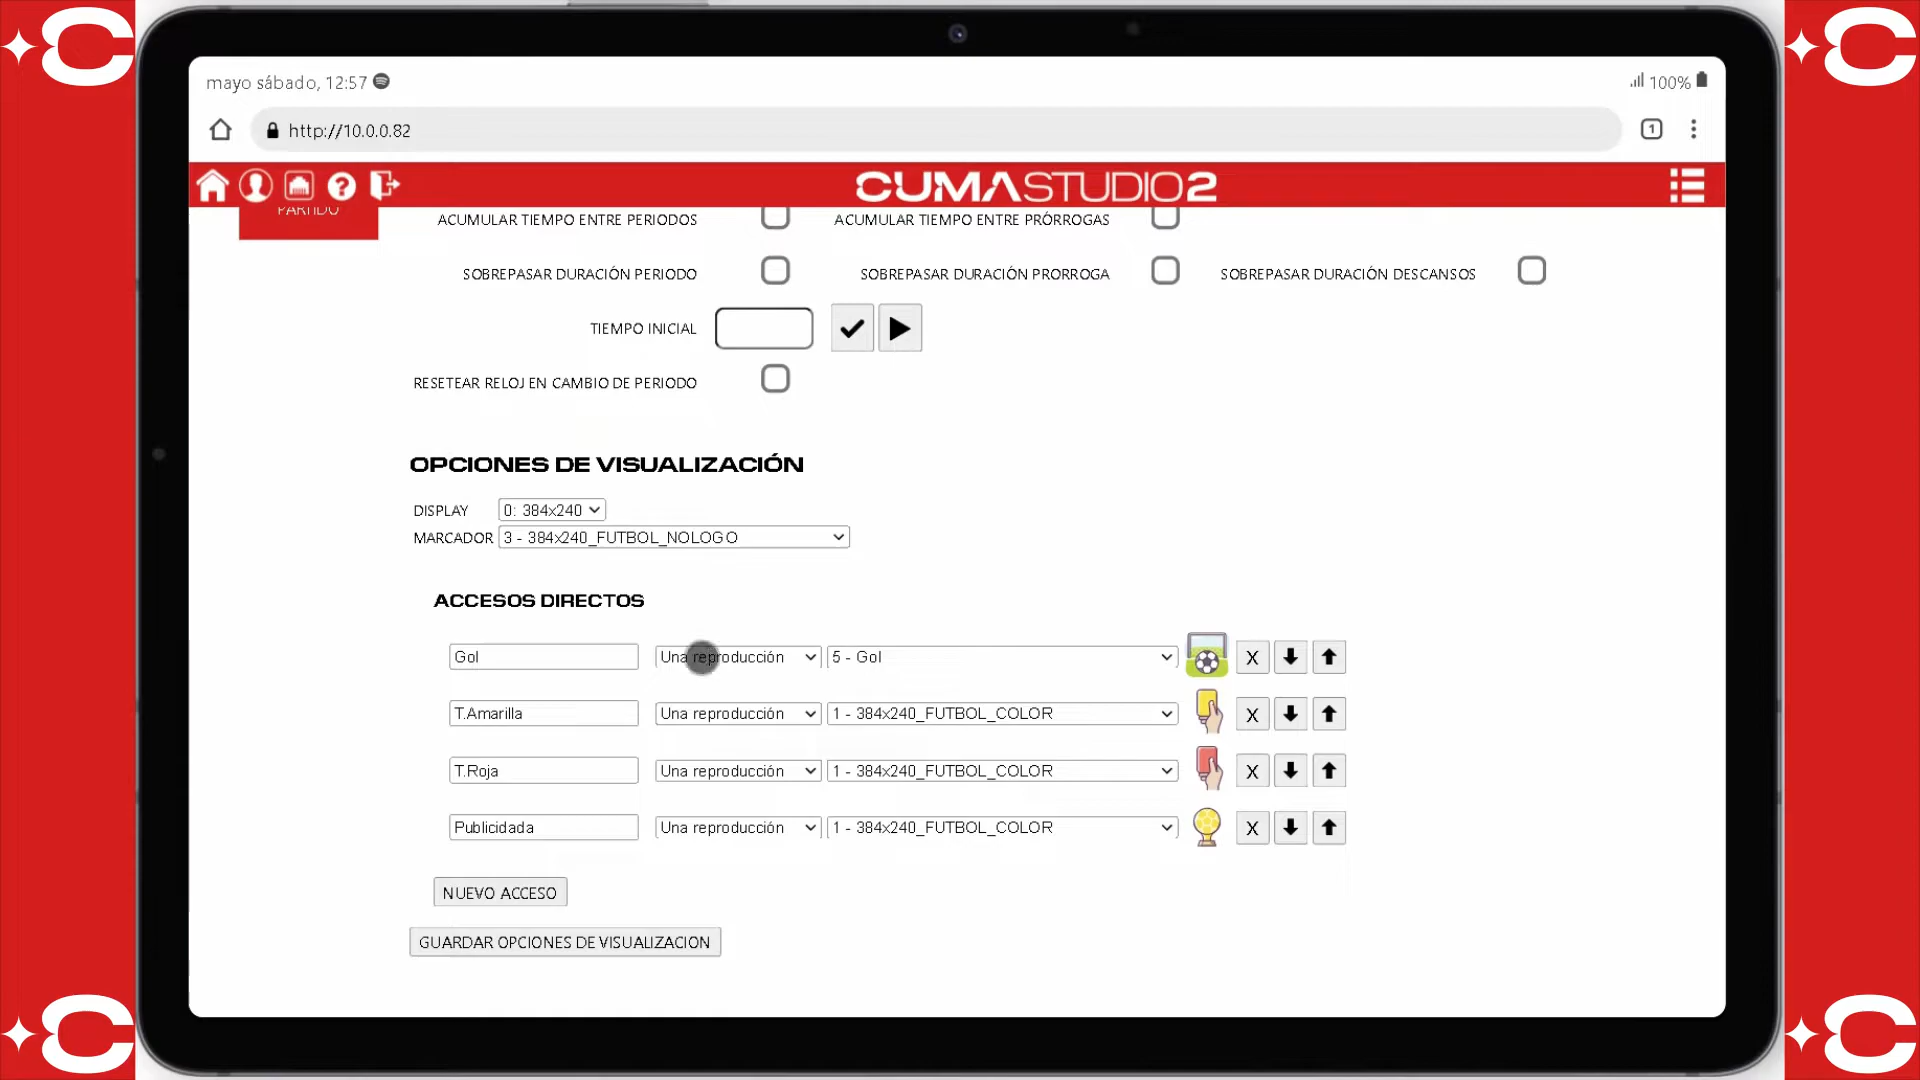 mayo sábado, 12:57
100%
http://10.0.0.82
1
CUMASTUDIO2
PARTIDO
ACUMULAR TIEMPO ENTRE PERIODOS
ACUMULAR TIEMPO ENTRE PRÓRROGAS
SOBREPASAR DURACIÓN PERIODO
SOBREPASAR DURACIÓN PRORROGA
SOBREPASAR DURACIÓN DESCANSOS
TIEMPO INICIAL
RESETEAR RELOJ EN CAMBIO DE PERIODO
OPCIONES DE VISUALIZACIÓN
DISPLAY 0: 384x240
MARCADOR 3 - 384x240_FUTBOL_NOLOGO
ACCESOS DIRECTOS
Gol Una reproducción 5 - Gol X
T.Amarilla Una reproducción 1 - 384x240_FUTBOL_COLOR X
T.Roja Una reproducción 1 - 384x240_FUTBOL_COLOR X
Publicidada Una reproducción 1 - 384x240_FUTBOL_COLOR X
NUEVO ACCESO
GUARDAR OPCIONES DE VISUALIZACION